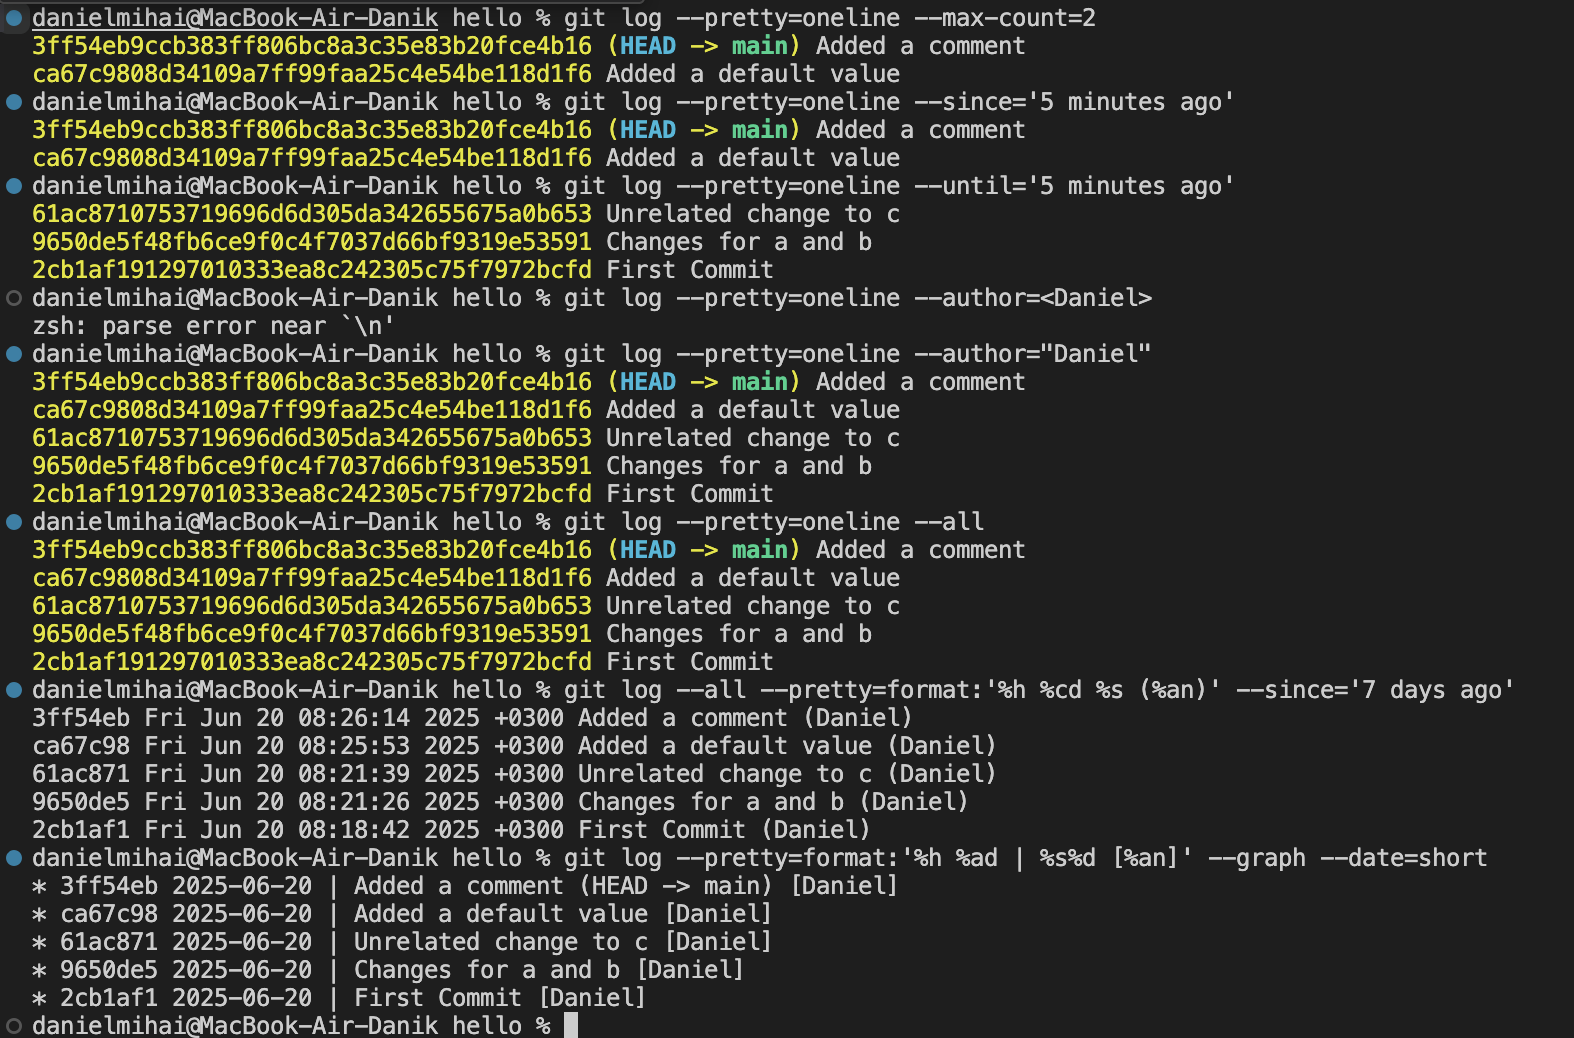 danielmihai@MacBook-Air-Danik hello % git log --pretty=oneline --max-count=2
3ff54eb9ccb383ff806bc8a3c35e83b20fce4b16 (HEAD -> main) Added a comment
ca67c9808d34109a7ff99faa25c4e54be118d1f6 Added a default value
danielmihai@MacBook-Air-Danik hello % git log --pretty=oneline --since='5 minutes ago'
3ff54eb9ccb383ff806bc8a3c35e83b20fce4b16 (HEAD -> main) Added a comment
ca67c9808d34109a7ff99faa25c4e54be118d1f6 Added a default value
danielmihai@MacBook-Air-Danik hello % git log --pretty=oneline --until='5 minutes ago'
61ac8710753719696d6d305da342655675a0b653 Unrelated change to c
9650de5f48fb6ce9f0c4f7037d66bf9319e53591 Changes for a and b
2cb1af191297010333ea8c242305c75f7972bcfd First Commit
danielmihai@MacBook-Air-Danik hello % git log --pretty=oneline --author=<Daniel>
zsh: parse error near `\n'
danielmihai@MacBook-Air-Danik hello % git log --pretty=oneline --author="Daniel"
3ff54eb9ccb383ff806bc8a3c35e83b20fce4b16 (HEAD -> main) Added a comment
ca67c9808d34109a7ff99faa25c4e54be118d1f6 Added a default value
61ac8710753719696d6d305da342655675a0b653 Unrelated change to c
9650de5f48fb6ce9f0c4f7037d66bf9319e53591 Changes for a and b
2cb1af191297010333ea8c242305c75f7972bcfd First Commit
danielmihai@MacBook-Air-Danik hello % git log --pretty=oneline --all
3ff54eb9ccb383ff806bc8a3c35e83b20fce4b16 (HEAD -> main) Added a comment
ca67c9808d34109a7ff99faa25c4e54be118d1f6 Added a default value
61ac8710753719696d6d305da342655675a0b653 Unrelated change to c
9650de5f48fb6ce9f0c4f7037d66bf9319e53591 Changes for a and b
2cb1af191297010333ea8c242305c75f7972bcfd First Commit
danielmihai@MacBook-Air-Danik hello % git log --all --pretty=format:'%h %cd %s (%an)' --since='7 days ago'
3ff54eb Fri Jun 20 08:26:14 2025 +0300 Added a comment (Daniel)
ca67c98 Fri Jun 20 08:25:53 2025 +0300 Added a default value (Daniel)
61ac871 Fri Jun 20 08:21:39 2025 +0300 Unrelated change to c (Daniel)
9650de5 Fri Jun 20 08:21:26 2025 +0300 Changes for a and b (Daniel)
2cb1af1 Fri Jun 20 08:18:42 2025 +0300 First Commit (Daniel)
danielmihai@MacBook-Air-Danik hello % git log --pretty=format:'%h %ad | %s%d [%an]' --graph --date=short
* 3ff54eb 2025-06-20 | Added a comment (HEAD -> main) [Daniel]
* ca67c98 2025-06-20 | Added a default value [Daniel]
* 61ac871 2025-06-20 | Unrelated change to c [Daniel]
* 9650de5 2025-06-20 | Changes for a and b [Daniel]
* 2cb1af1 2025-06-20 | First Commit [Daniel]
danielmihai@MacBook-Air-Danik hello %